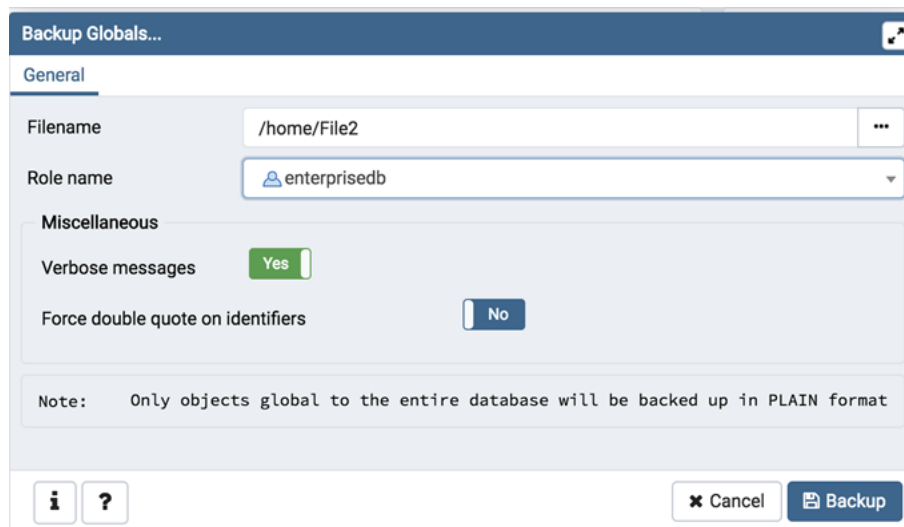 Backup Globals...
General
Filename /home/File2 •••
Role name enterprisedb
Miscellaneous
Verbose messages Yes
Force double quote on identifiers No
Note: Only objects global to the entire database will be backed up in PLAIN format
i ? Cancel Backup